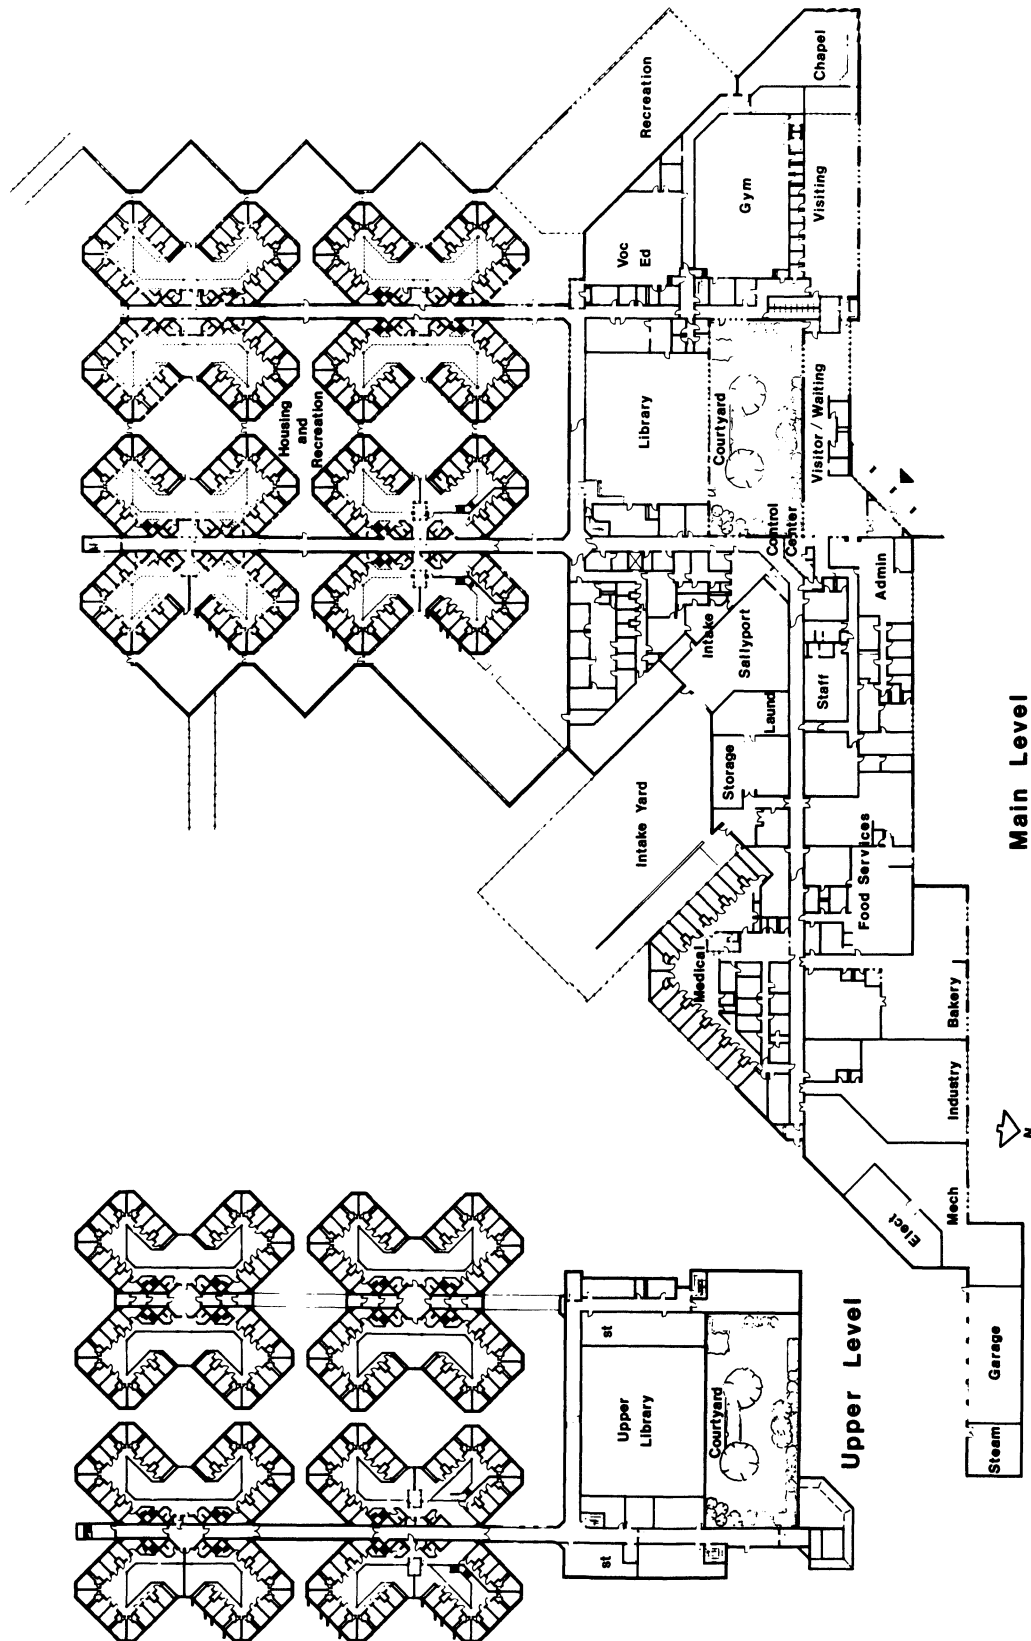 Recreation
Chapel
Gym
Visiting
Voc
Ed
Housing
and
Recreation
Library
Courtyard
Visitor / Waiting
Control
Center
Admin
Intake
Sallyport
Staff
Laund
Storage
Intake Yard
Food Services
Medical
Bakery
Industry
Mech
Elect
Garage
Steam
N
Main Level
st
Upper
Library
Courtyard
st
Upper Level